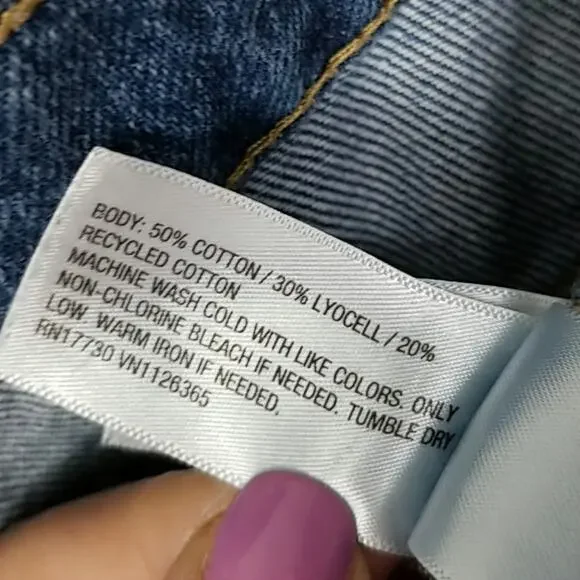 BODY: 50% COTTON / 30% LYOCELL / 20%
RECYCLED COTTON
MACHINE WASH COLD WITH LIKE COLORS. ONLY
NON-CHLORINE BLEACH IF NEEDED. TUMBLE DRY
LOW. WARM IRON IF NEEDED.
RN17730 VN1126365